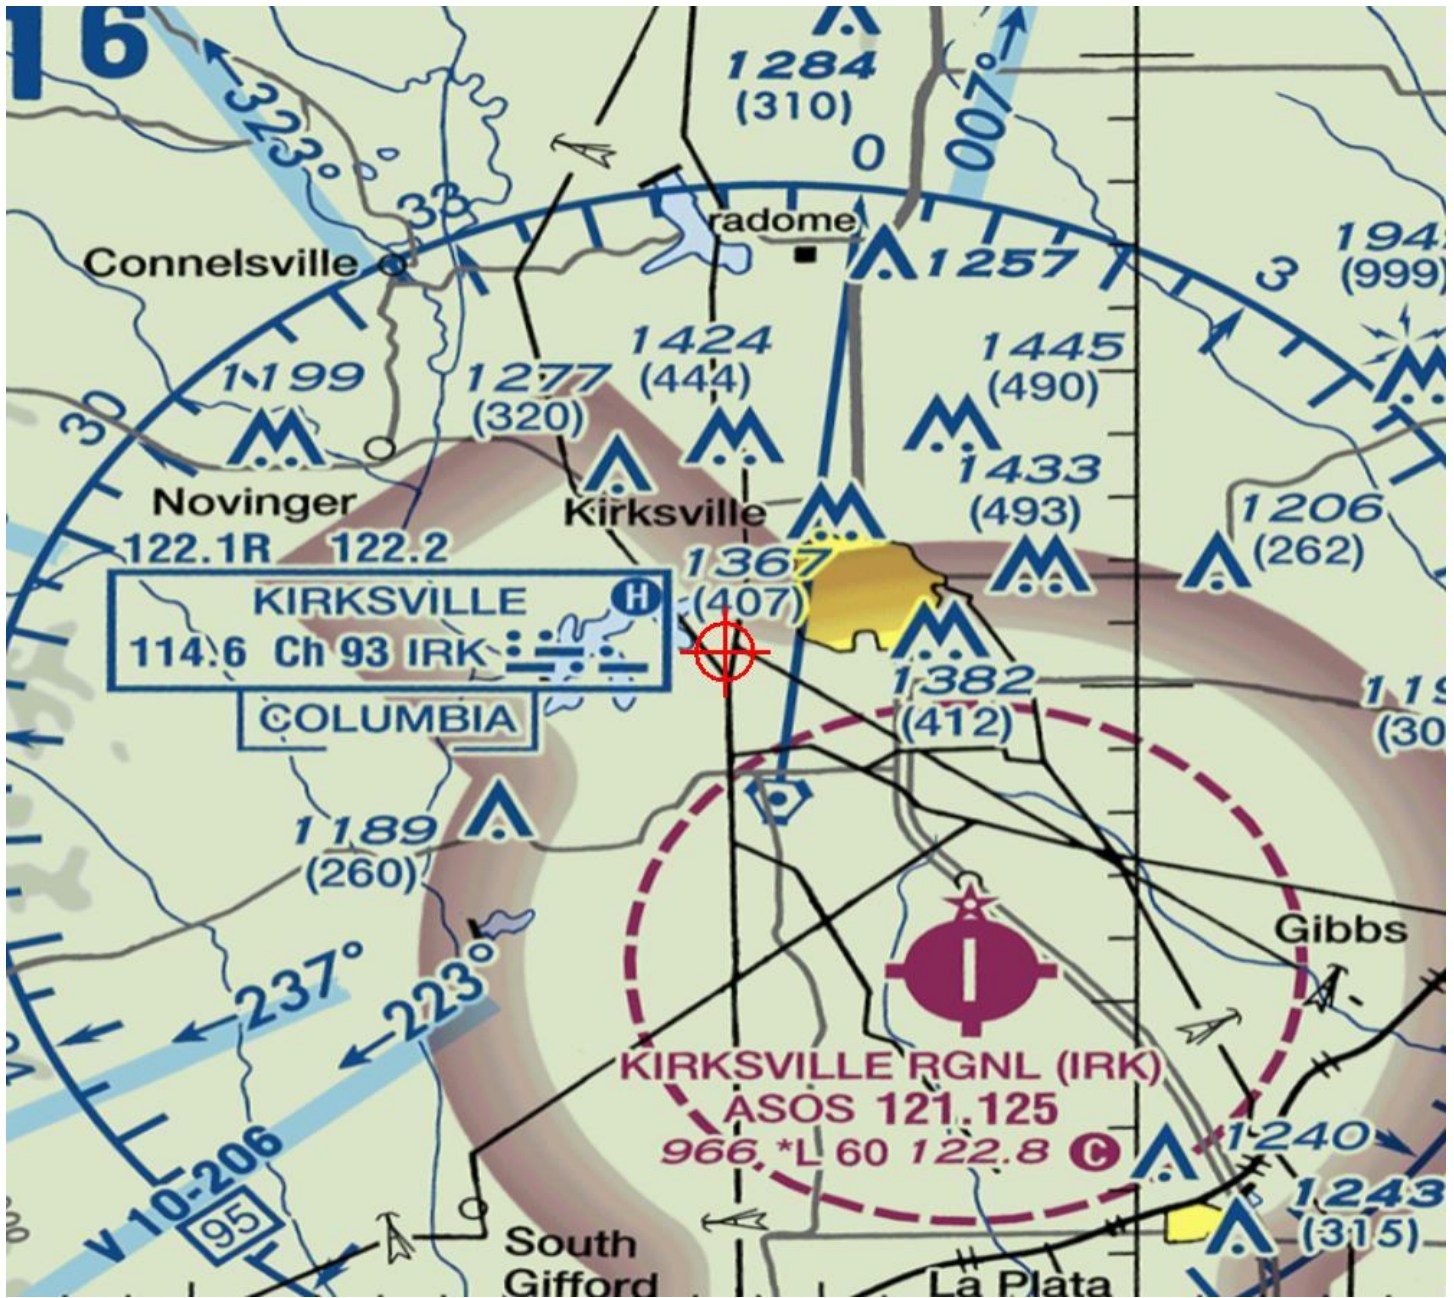 16
323°
1284
(310)
0
007°
33
radome
Connelsville
1257
3
(999)
1199
1277
(320)
1424
(444)
1445
(490)
30
Novinger
Kirksville
1433
(493)
1206
(262)
122.1R 122.2
KIRKSVILLE H
114.6 Ch 93 IRK
COLUMBIA
1367
(407)
1382
(412)
1189
(260)
Gibbs
237°
223°
KIRKSVILLE RGNL (IRK)
ASOS 121.125
966 *L 60 122.8 C
1240
1243
(315)
V 10-206
95
South
Gifford
La Plata